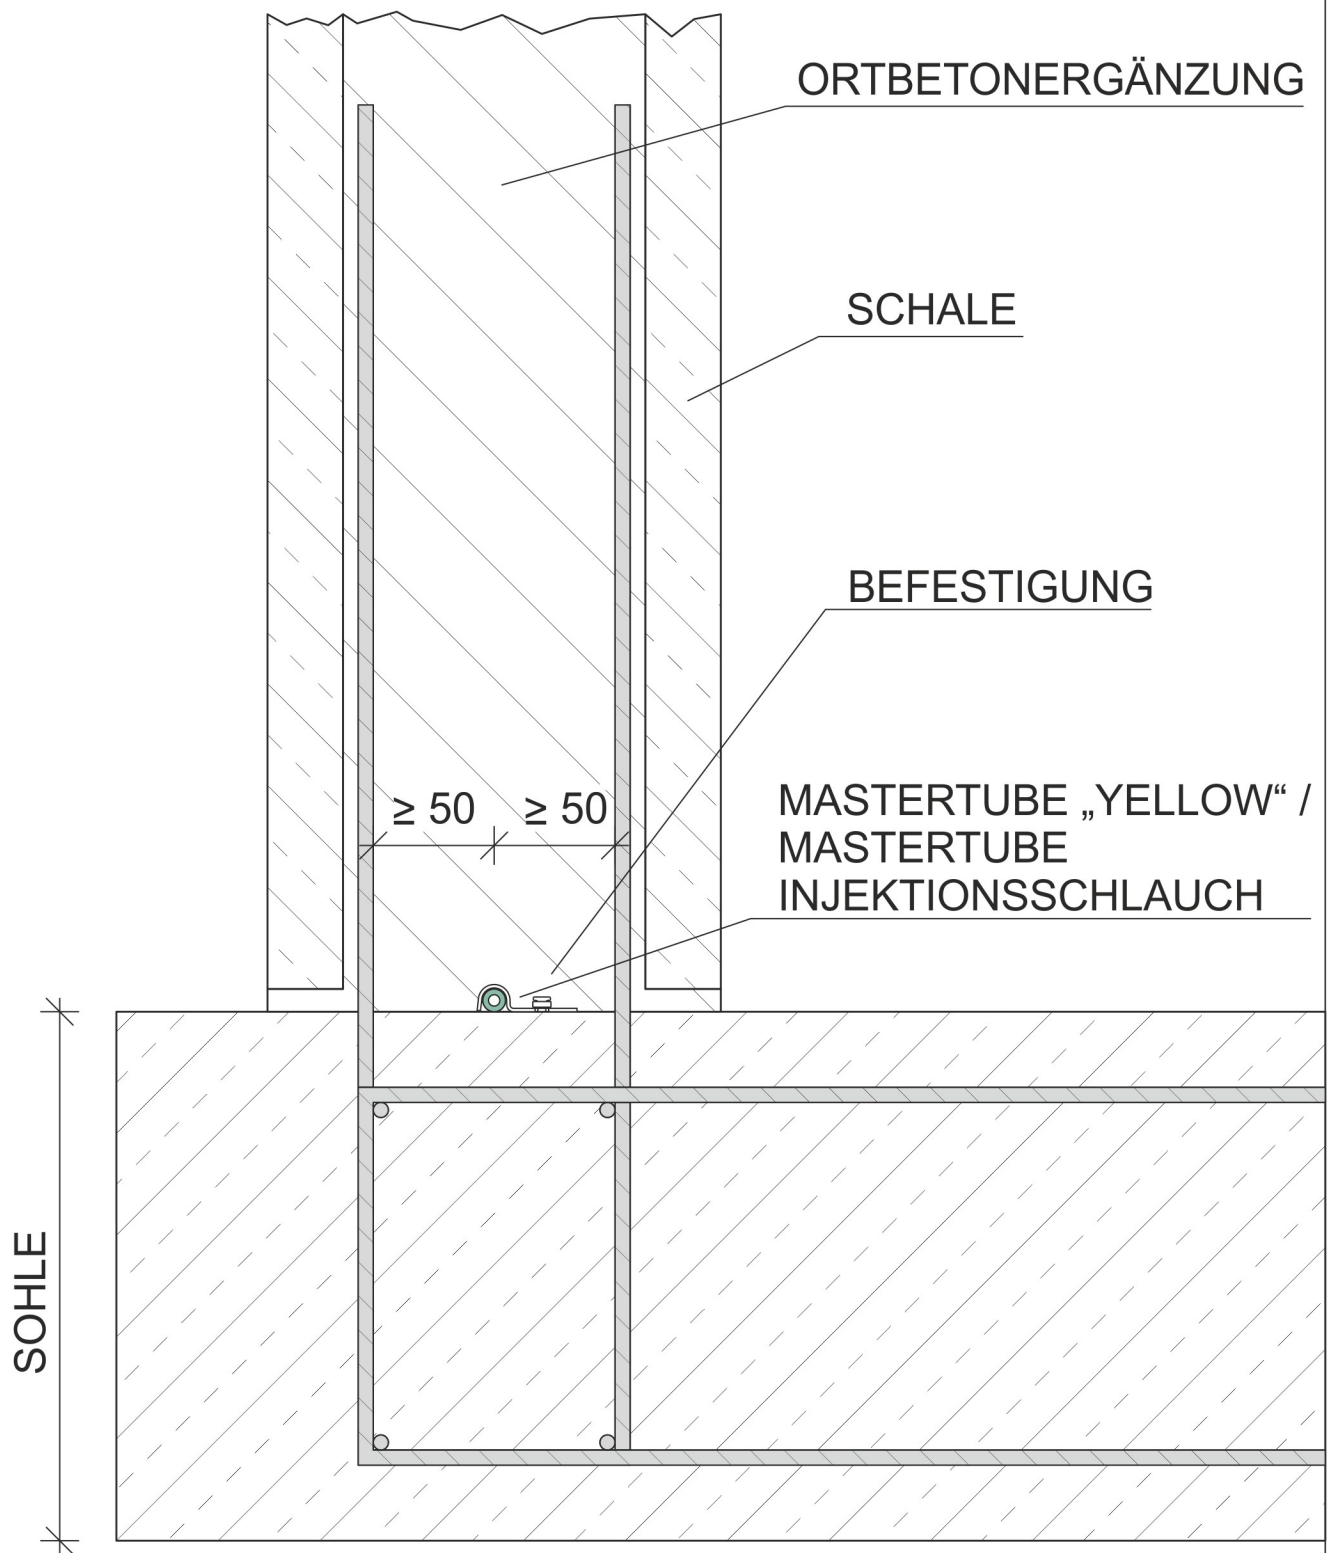 ORTBETONERGÄNZUNG
SCHALE
BEFESTIGUNG
≥ 50
≥ 50
MASTERTUBE „YELLOW“ /
MASTERTUBE
INJEKTIONSSCHLAUCH
SOHLE